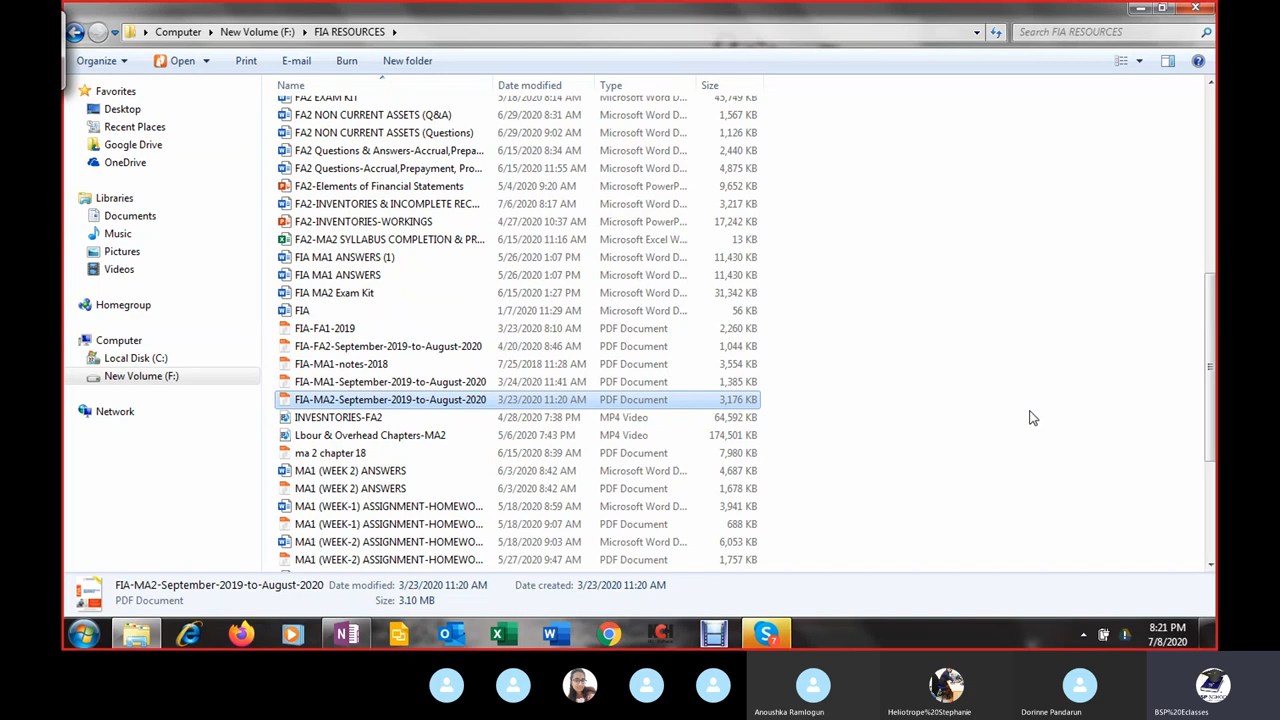 Computer New Volume (F:) FIA RESOURCES Search FIA RESOURCES
Organize Open Print E-mail Burn New folder
Favorites
Desktop
Recent Places
Google Drive
OneDrive
Libraries
Documents
Music
Pictures
Videos
Homegroup
Computer
Local Disk (C:)
New Volume (F:)
Network
Name Date modified Type Size
FA2 EXAM KIT 5/18/2020 8:14 AM Microsoft Word D... 45,749 KB
FA2 NON CURRENT ASSETS (Q&A) 6/29/2020 8:31 AM Microsoft Word D... 1,567 KB
FA2 NON CURRENT ASSETS (Questions) 6/29/2020 9:02 AM Microsoft Word D... 1,126 KB
FA2 Questions & Answers-Accrual,Prepa... 6/15/2020 8:34 AM Microsoft Word D... 2,440 KB
FA2 Questions-Accrual,Prepayment, Pro... 6/15/2020 11:55 AM Microsoft Word D... 4,875 KB
FA2-Elements of Financial Statements 5/4/2020 9:20 AM Microsoft PowerP... 9,652 KB
FA2-INVENTORIES & INCOMPLETE REC... 7/6/2020 8:17 AM Microsoft Word D... 3,217 KB
FA2-INVENTORIES-WORKINGS 4/27/2020 10:37 AM Microsoft PowerP... 17,242 KB
FA2-MA2 SYLLABUS COMPLETION & PR... 6/15/2020 11:16 AM Microsoft Excel W... 13 KB
FIA MA1 ANSWERS (1) 5/26/2020 1:07 PM Microsoft Word D... 11,430 KB
FIA MA1 ANSWERS 5/26/2020 1:07 PM Microsoft Word D... 11,430 KB
FIA MA2 Exam Kit 6/15/2020 1:27 PM Microsoft Word D... 31,342 KB
FIA 1/7/2020 11:29 AM Microsoft Word D... 56 KB
FIA-FA1-2019 3/23/2020 8:10 AM PDF Document 2,260 KB
FIA-FA2-September-2019-to-August-2020 4/20/2020 8:46 AM PDF Document 1,044 KB
FIA-MA1-notes-2018 7/25/2018 11:28 AM PDF Document 3,554 KB
FIA-MA1-September-2019-to-August-2020 3/24/2020 11:41 AM PDF Document 1,385 KB
FIA-MA2-September-2019-to-August-2020 3/23/2020 11:20 AM PDF Document 3,176 KB
INVESNTORIES-FA2 4/28/2020 7:38 PM MP4 Video 64,592 KB
Lbour & Overhead Chapters-MA2 5/6/2020 7:43 PM MP4 Video 174,501 KB
ma 2 chapter 18 6/15/2020 8:39 AM PDF Document 7,980 KB
MA1 (WEEK 2) ANSWERS 6/3/2020 8:42 AM Microsoft Word D... 4,687 KB
MA1 (WEEK 2) ANSWERS 6/3/2020 8:42 AM PDF Document 1,678 KB
MA1 (WEEK-1) ASSIGNMENT-HOMEWO... 5/18/2020 8:59 AM Microsoft Word D... 3,941 KB
MA1 (WEEK-1) ASSIGNMENT-HOMEWO... 5/18/2020 9:07 AM PDF Document 688 KB
MA1 (WEEK-2) ASSIGNMENT-HOMEWO... 5/18/2020 9:03 AM Microsoft Word D... 6,053 KB
MA1 (WEEK-2) ASSIGNMENT-HOMEWO... 5/27/2020 9:47 AM PDF Document 1,757 KB
FIA-MA2-September-2019-to-August-2020 Date modified: 3/23/2020 11:20 AM Date created: 3/23/2020 11:20 AM
PDF Document Size: 3.10 MB
8:21 PM
7/8/2020
Anoushka Ramlogun Heliotrope%20Stephanie Dorinne Pandarun BSP%20Eclasses